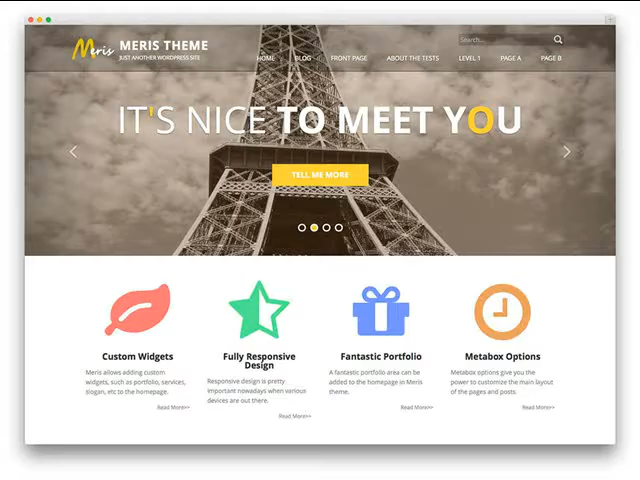 Meris
MERIS THEME
JUST ANOTHER WORDPRESS SITE
Search...
HOME BLOG FRONT PAGE ABOUT THE TESTS LEVEL 1 PAGE A PAGE B
IT'S NICE TO MEET YOU
TELL ME MORE
Custom Widgets
Meris allows adding custom
widgets, such as portfolio, services,
slogan, etc to the homepage.
Read More>>
Fully Responsive
Design
Responsive design is pretty
important nowadays when various
devices are out there.
Read More>>
Fantastic Portfolio
A fantastic portfolio area can be
added to the homepage in Meris
theme.
Read More>>
Metabox Options
Metabox options give you the
power to customize the main layout
of the pages and posts.
Read More>>